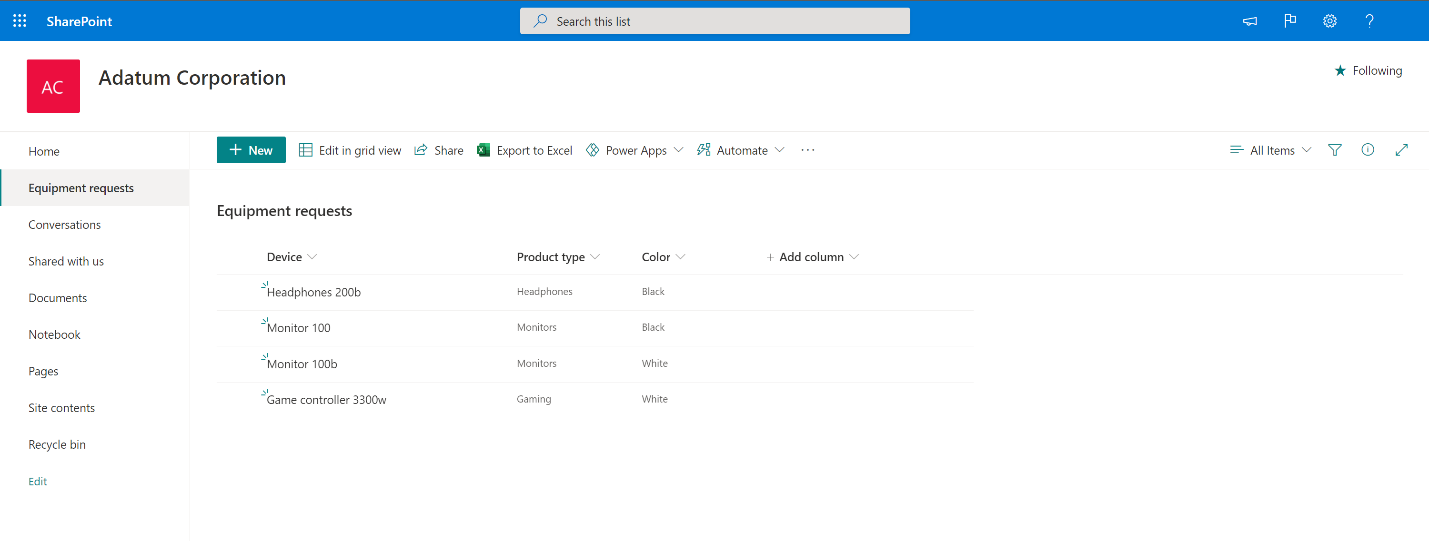 SharePoint
Search this list
?
AC
Adatum Corporation
Following
Home
Equipment requests
Conversations
Shared with us
Documents
Notebook
Pages
Site contents
Recycle bin
Edit
+ New
Edit in grid view
Share
Export to Excel
Power Apps
Automate
...
All Items
Equipment requests
Device Product type Color + Add column
Headphones 200b Headphones Black
Monitor 100 Monitors Black
Monitor 100b Monitors White
Game controller 3300w Gaming White